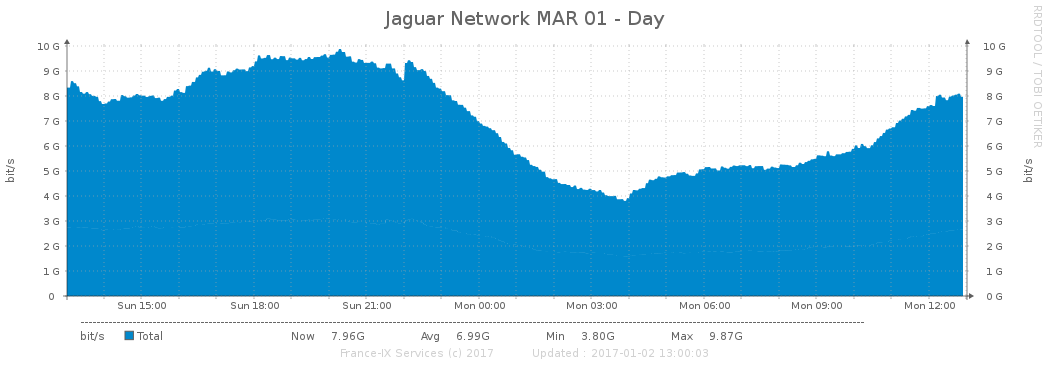 Jaguar Network MAR 01 - Day
RRDTOOL / TOBI OETIKER
bit/s
10 G
9 G
8 G
7 G
6 G
5 G
4 G
3 G
2 G
1 G
0
10 G
9 G
8 G
7 G
6 G
5 G
4 G
3 G
2 G
1 G
0 G
bit/s
Sun 15:00 Sun 18:00 Sun 21:00 Mon 00:00 Mon 03:00 Mon 06:00 Mon 09:00 Mon 12:00
bit/s Total Now 7.96G Avg 6.99G Min 3.80G Max 9.87G
France-IX Services (c) 2017 Updated : 2017-01-02 13:00:03